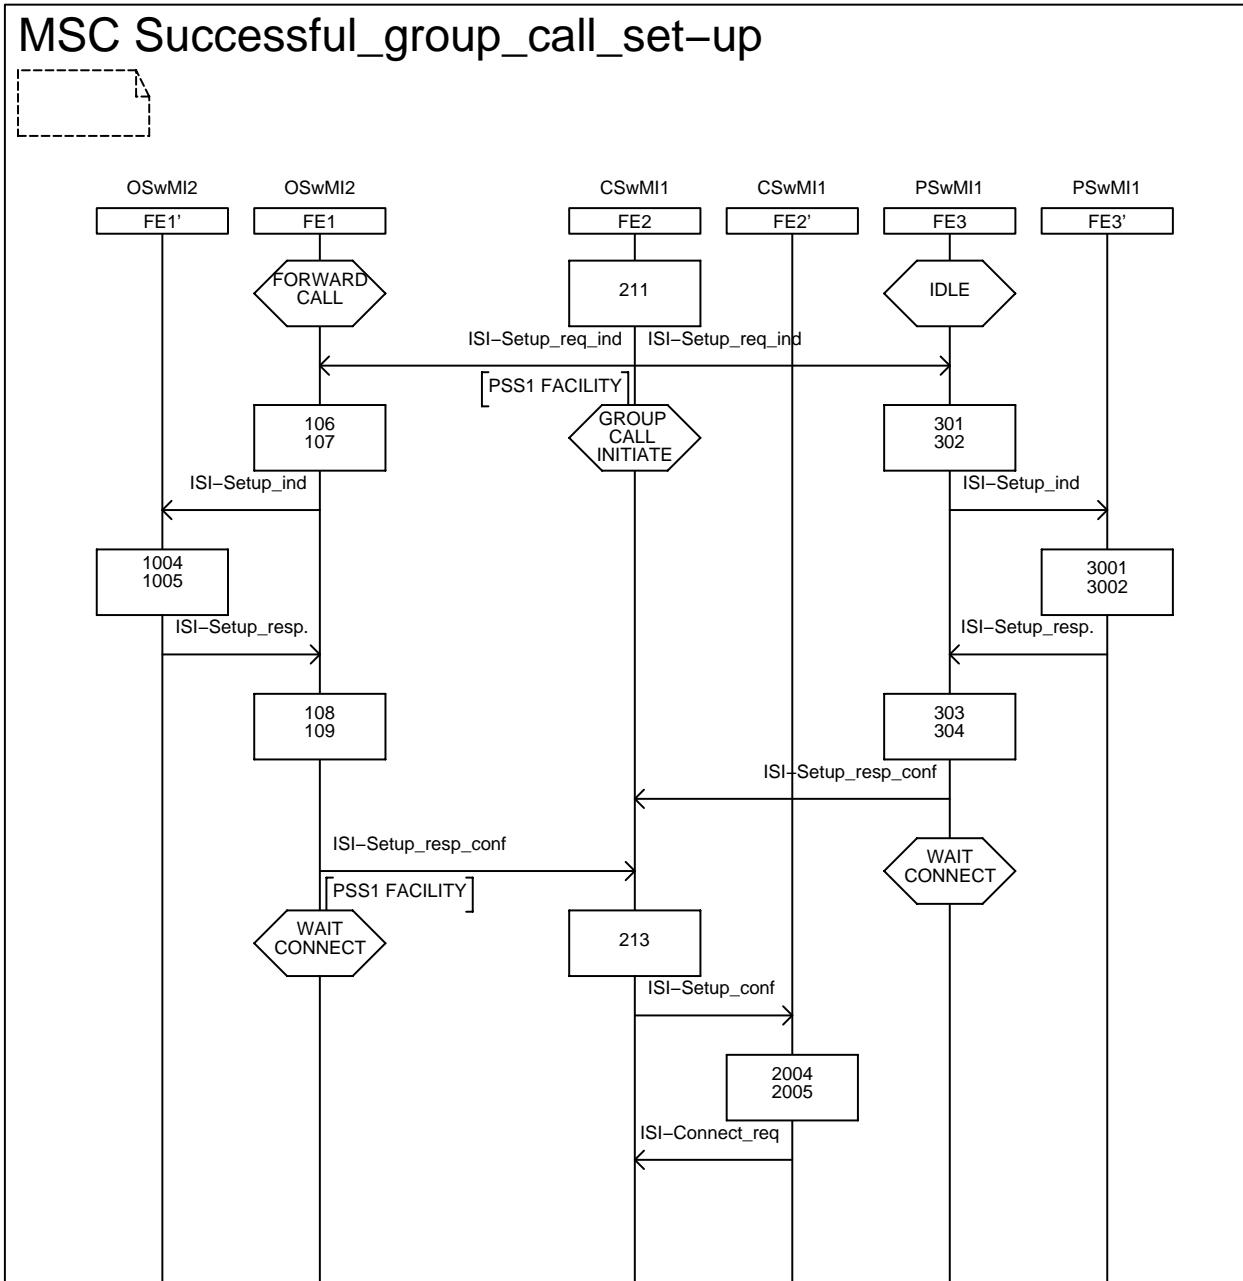 MSC Successful_group_call_set−up
OSwMI2 OSwMI2 CSwMI1 CSwMI1 PSwMI1 PSwMI1
FE1’ FE1 FE2 FE2’ FE3 FE3’
FORWARD
CALL
211
IDLE
ISI−Setup_req_ind ISI−Setup_req_ind
PSS1 FACILITY
106
107
GROUP
CALL
INITIATE
301
302
ISI−Setup_ind ISI−Setup_ind
1004
1005
3001
3002
ISI−Setup_resp. ISI−Setup_resp.
108
109
303
304
ISI−Setup_resp_conf
ISI−Setup_resp_conf
WAIT
CONNECT
PSS1 FACILITY
WAIT
CONNECT
213
ISI−Setup_conf
2004
2005
ISI−Connect_req